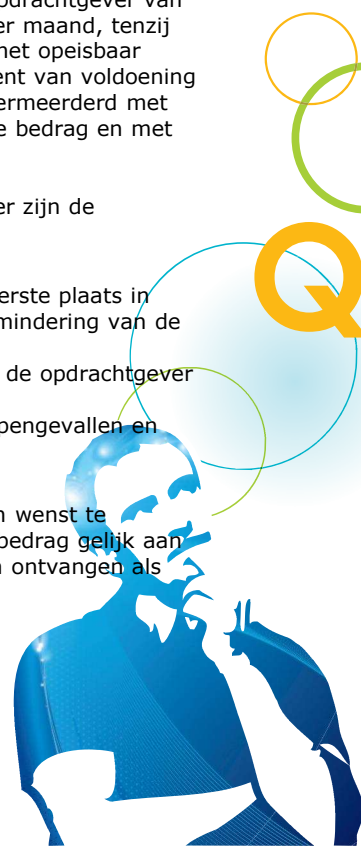 opdrachtgever van
er maand, tenzij
het opeisbaar
ent van voldoening
ermeerderd met
e bedrag en met
er zijn de
erste plaats in
mindering van de
de opdrachtgever
pengevallen en
n wenst te
bedrag gelijk aan
n ontvangen als
Q